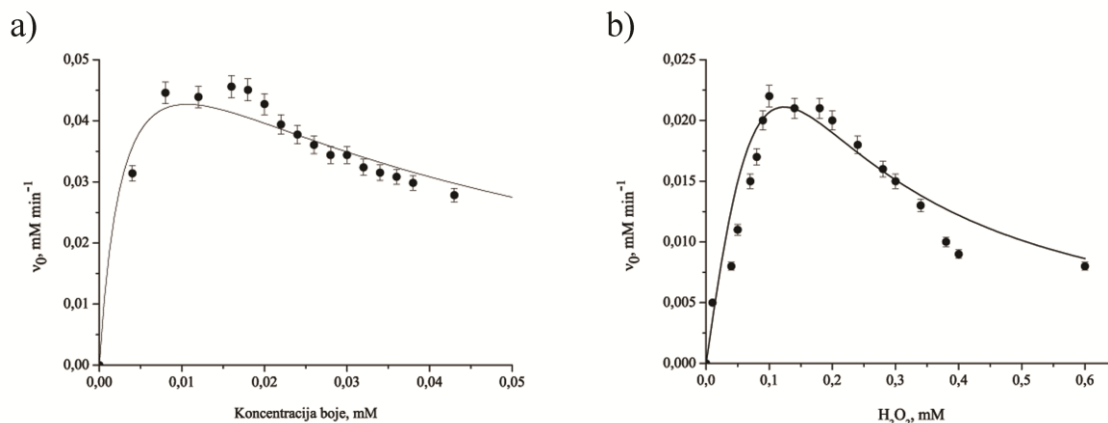 a)
b)
0,05
0,04
0,03
0,02
0,01
0,00
ν₀, mM min⁻¹
0,00 0,01 0,02 0,03 0,04 0,05
Koncentracija boje, mM
0,025
0,020
0,015
0,010
0,005
0,000
ν₀, mM min⁻¹
0,0 0,1 0,2 0,3 0,4 0,5 0,6
H₂O₂, mM